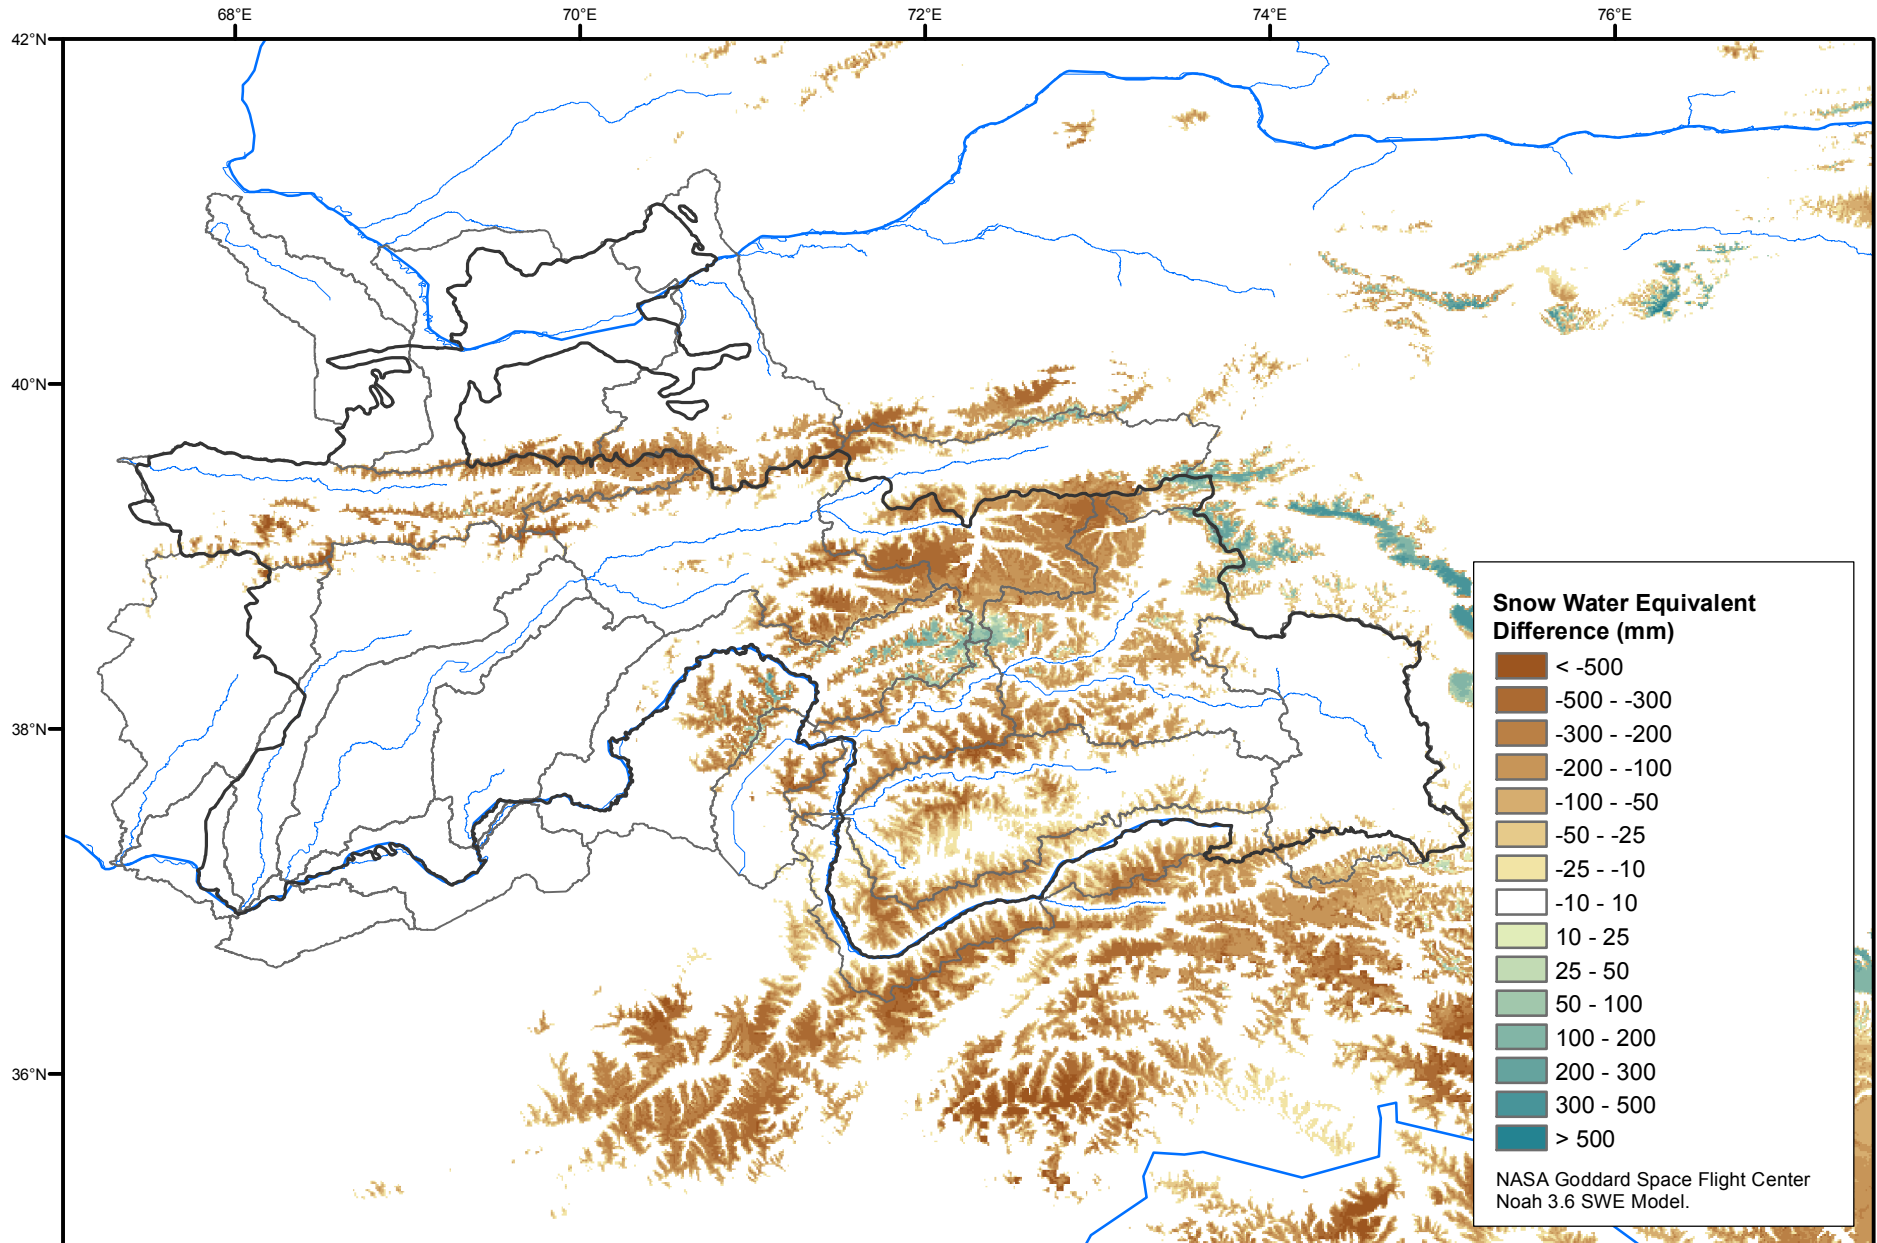 68°E 70°E 72°E 74°E 76°E
42°N
40°N
38°N
36°N
Snow Water Equivalent
Difference (mm)
< -500
-500 - -300
-300 - -200
-200 - -100
-100 - -50
-50 - -25
-25 - -10
-10 - 10
10 - 25
25 - 50
50 - 100
100 - 200
200 - 300
300 - 500
> 500
NASA Goddard Space Flight Center
Noah 3.6 SWE Model.